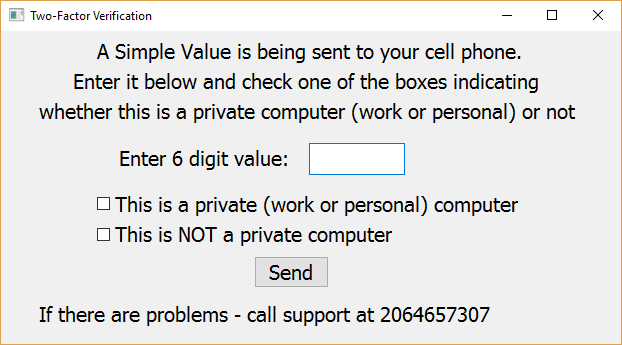 Two-Factor Verification
A Simple Value is being sent to your cell phone.
Enter it below and check one of the boxes indicating
whether this is a private computer (work or personal) or not
Enter 6 digit value:
This is a private (work or personal) computer
This is NOT a private computer
Send
If there are problems - call support at 2064657307